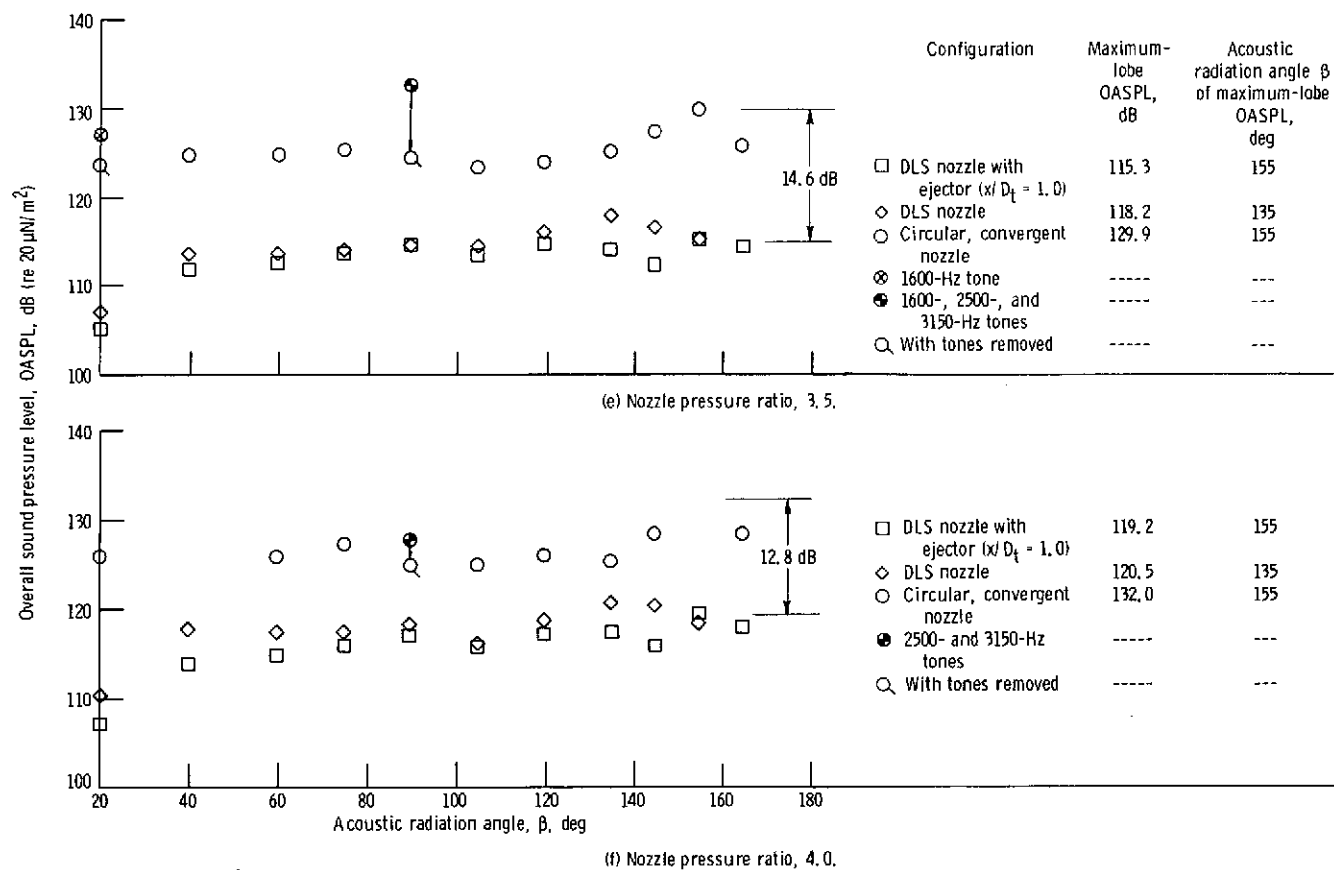 Overall sound pressure level, OASPL, dB (re 20 μN/m²)
140
130
120
110
100
14.6 dB
Configuration
Maximum-
lobe
OASPL,
dB
Acoustic
radiation angle β
of maximum-lobe
OASPL,
deg
DLS nozzle with
ejector (x/D_t = 1.0)
115.3
155
DLS nozzle
118.2
135
Circular, convergent
nozzle
129.9
155
1600-Hz tone
-----
---
1600-, 2500-, and
3150-Hz tones
-----
---
With tones removed
-----
---
(e) Nozzle pressure ratio, 3.5.
140
130
120
110
100
12.8 dB
DLS nozzle with
ejector (x/D_t = 1.0)
119.2
155
DLS nozzle
120.5
135
Circular, convergent
nozzle
132.0
155
2500- and 3150-Hz
tones
-----
---
With tones removed
-----
---
20 40 60 80 100 120 140 160 180
Acoustic radiation angle, β, deg
(f) Nozzle pressure ratio, 4.0.